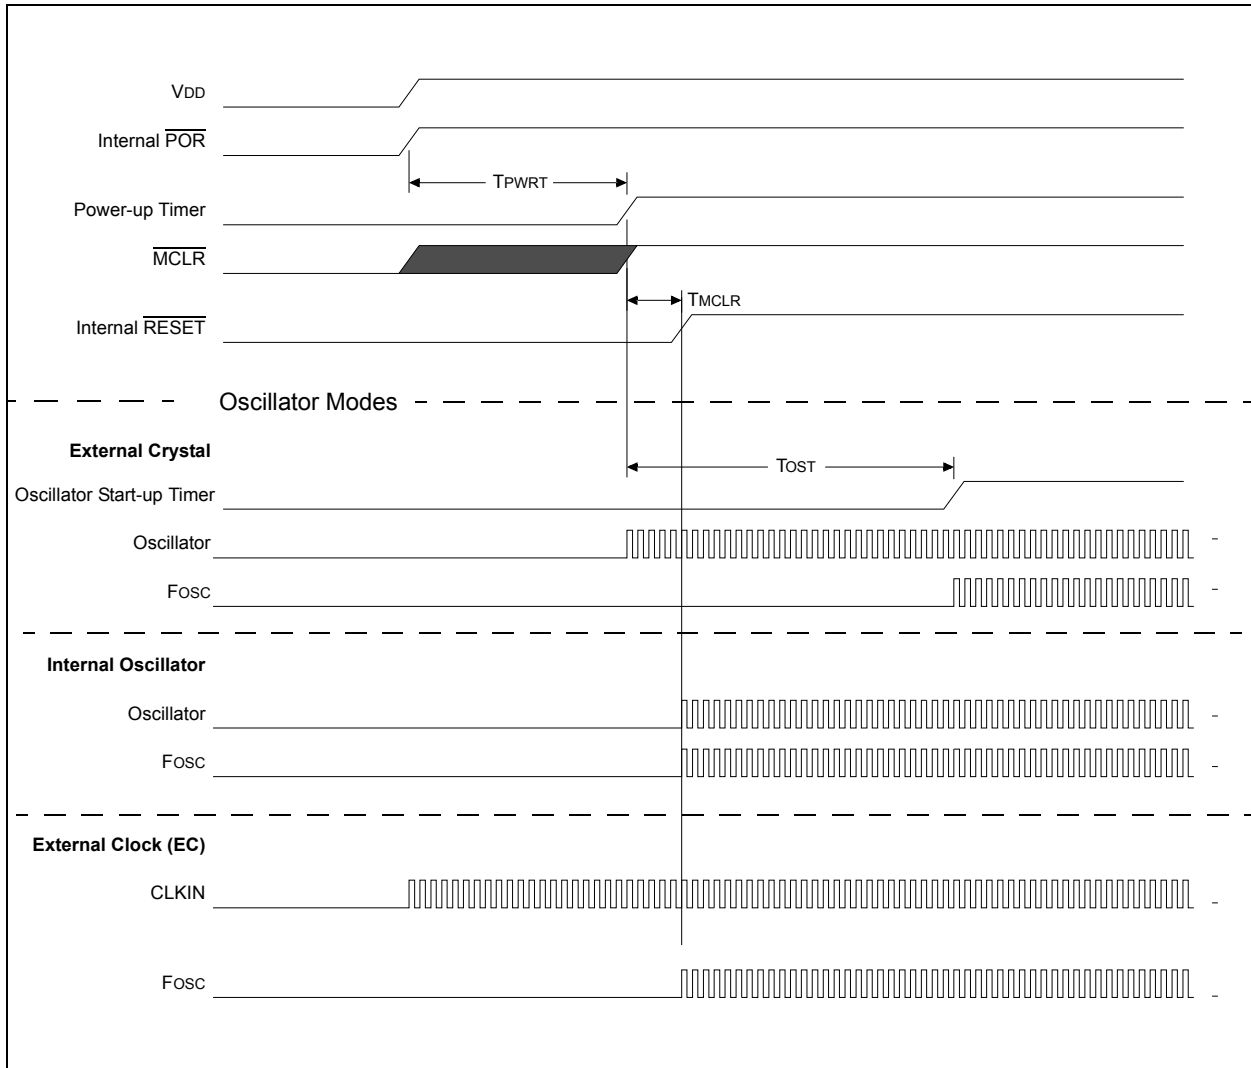 VDD
Internal POR
TPWRT
Power-up Timer
MCLR
TMCLR
Internal RESET
Oscillator Modes
External Crystal
TOST
Oscillator Start-up Timer
Oscillator
FOSC
Internal Oscillator
Oscillator
FOSC
External Clock (EC)
CLKIN
FOSC